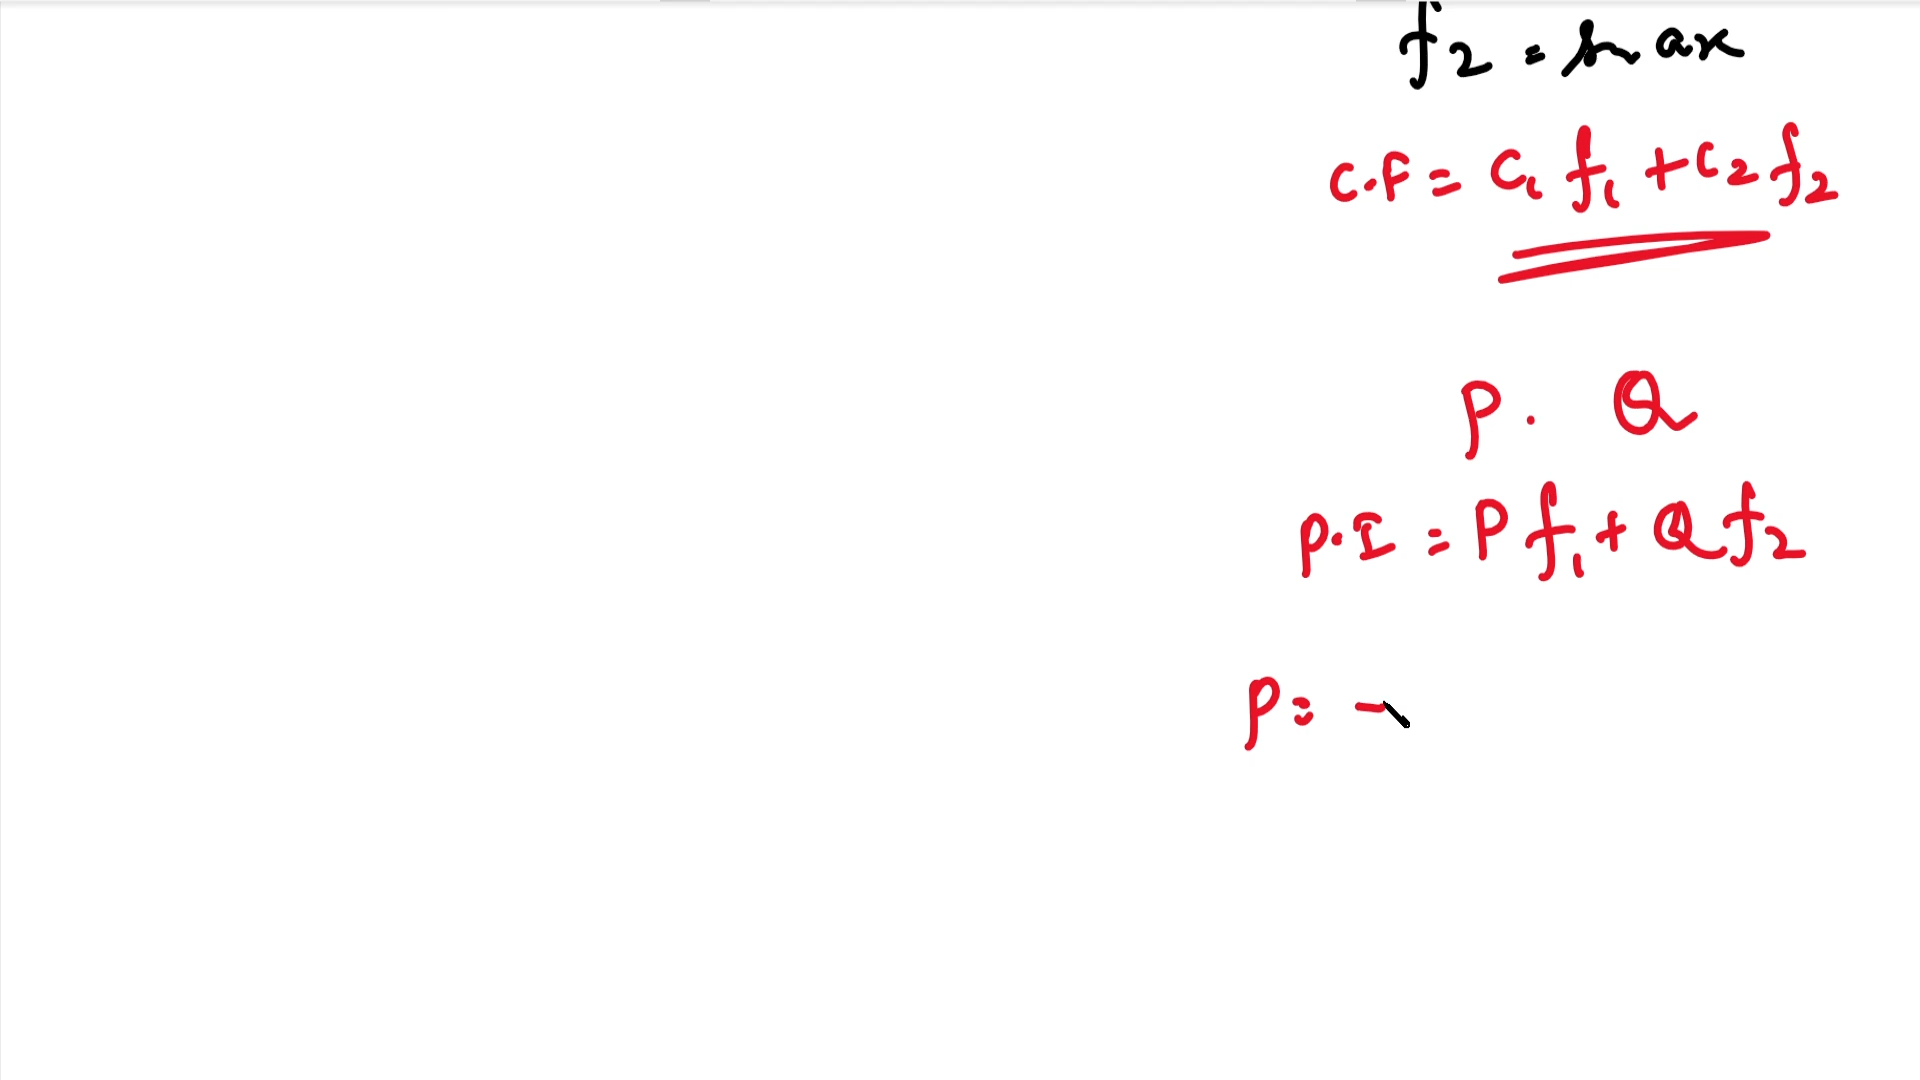 f2 = sin ax
C.F = C1 f1 + C2 f2
P. Q
P.I = P f1 + Q f2
P = -